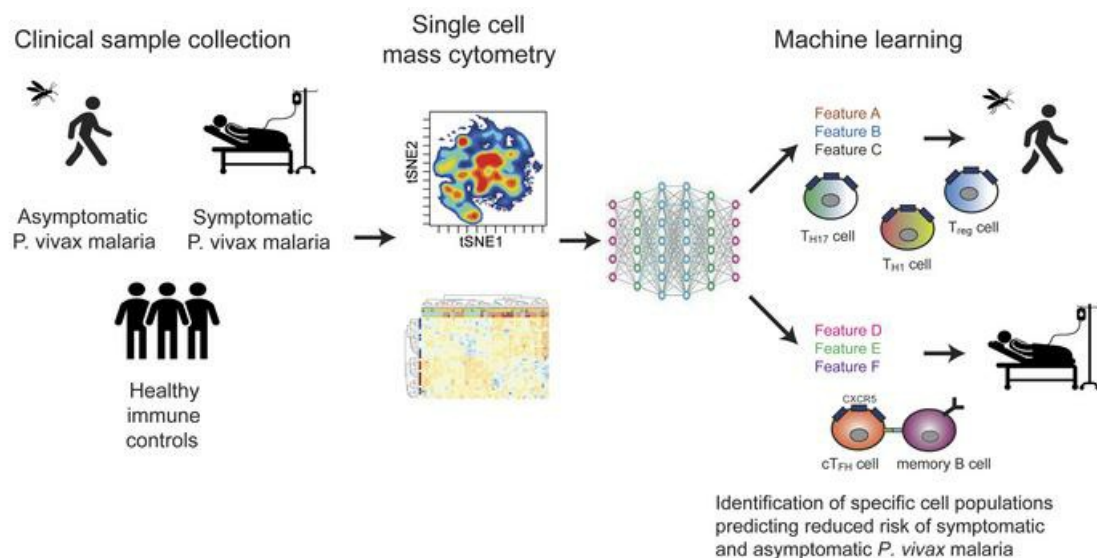 Clinical sample collection
Asymptomatic
P. vivax malaria
Symptomatic
P. vivax malaria
Healthy
immune
controls
Single cell
mass cytometry
tSNE2
tSNE1
Machine learning
Feature A
Feature B
Feature C
TH17 cell
TH1 cell
Treg cell
Feature D
Feature E
Feature F
CXCR5
cTFH cell
memory B cell
Identification of specific cell populations
predicting reduced risk of symptomatic
and asymptomatic P. vivax malaria